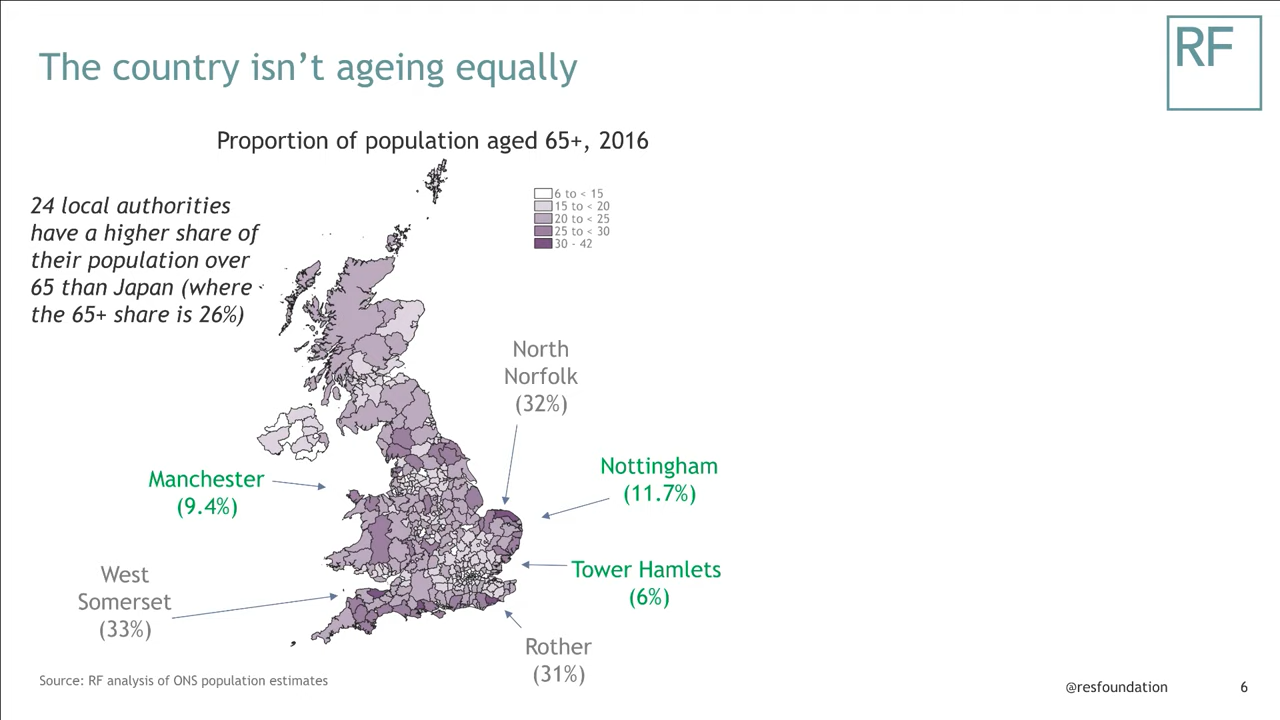 The country isn't ageing equally
RF
Proportion of population aged 65+, 2016
24 local authorities
have a higher share of
their population over
65 than Japan (where
the 65+ share is 26%)
6 to < 15
15 to < 20
20 to < 25
25 to < 30
30 - 42
North
Norfolk
(32%)
Manchester
(9.4%)
Nottingham
(11.7%)
West
Somerset
(33%)
Tower Hamlets
(6%)
Rother
(31%)
Source: RF analysis of ONS population estimates
@resfoundation
6